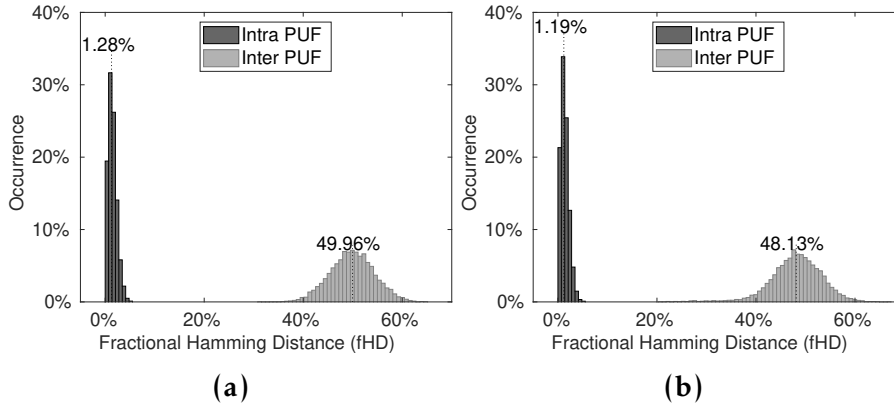 40%
30%
20%
10%
0%
Occurrence
1.28%
Intra PUF
Inter PUF
49.96%
0%
20%
40%
60%
Fractional Hamming Distance (fHD)
(a)
40%
30%
20%
10%
0%
Occurrence
1.19%
Intra PUF
Inter PUF
48.13%
0%
20%
40%
60%
Fractional Hamming Distance (fHD)
(b)